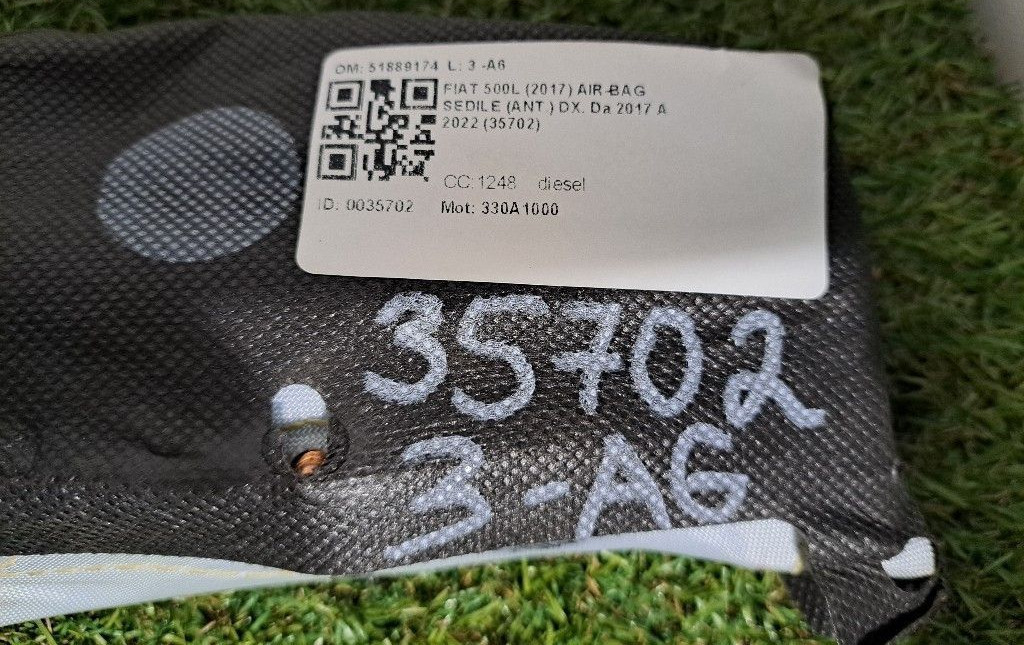 OM: 51889174 L: 3 -A6
FIAT 500L (2017) AIR-BAG
SEDILE (ANT.) DX. Da 2017 A
2022 (35702)
CC:1248 diesel
ID: 0035702 Mot: 330A1000
35702
3-A6